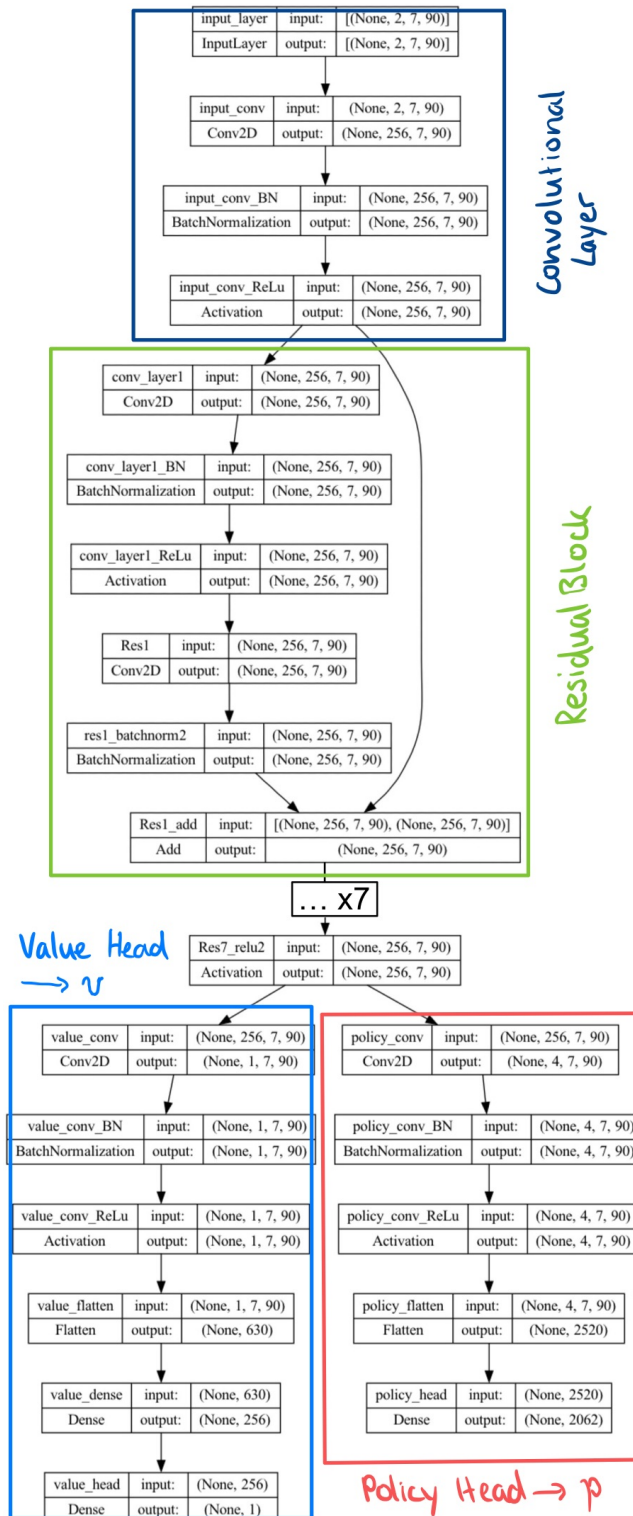 input_layer input: [(None, 2, 7, 90)]
InputLayer output: [(None, 2, 7, 90)]
input_conv input: (None, 2, 7, 90)
Conv2D output: (None, 256, 7, 90)
input_conv_BN input: (None, 256, 7, 90)
BatchNormalization output: (None, 256, 7, 90)
input_conv_ReLu input: (None, 256, 7, 90)
Activation output: (None, 256, 7, 90)
Convolutional
Layer
conv_layer1 input: (None, 256, 7, 90)
Conv2D output: (None, 256, 7, 90)
conv_layer1_BN input: (None, 256, 7, 90)
BatchNormalization output: (None, 256, 7, 90)
conv_layer1_ReLu input: (None, 256, 7, 90)
Activation output: (None, 256, 7, 90)
Res1 input: (None, 256, 7, 90)
Conv2D output: (None, 256, 7, 90)
res1_batchnorm2 input: (None, 256, 7, 90)
BatchNormalization output: (None, 256, 7, 90)
Res1_add input: [(None, 256, 7, 90), (None, 256, 7, 90)]
Add output: (None, 256, 7, 90)
Residual Block
... x7
Res7_relu2 input: (None, 256, 7, 90)
Activation output: (None, 256, 7, 90)
Value Head
→ v
value_conv input: (None, 256, 7, 90)
Conv2D output: (None, 1, 7, 90)
value_conv_BN input: (None, 1, 7, 90)
BatchNormalization output: (None, 1, 7, 90)
value_conv_ReLu input: (None, 1, 7, 90)
Activation output: (None, 1, 7, 90)
value_flatten input: (None, 1, 7, 90)
Flatten output: (None, 630)
value_dense input: (None, 630)
Dense output: (None, 256)
value_head input: (None, 256)
Dense output: (None, 1)
policy_conv input: (None, 256, 7, 90)
Conv2D output: (None, 4, 7, 90)
policy_conv_BN input: (None, 4, 7, 90)
BatchNormalization output: (None, 4, 7, 90)
policy_conv_ReLu input: (None, 4, 7, 90)
Activation output: (None, 4, 7, 90)
policy_flatten input: (None, 4, 7, 90)
Flatten output: (None, 2520)
policy_head input: (None, 2520)
Dense output: (None, 2062)
Policy Head → p